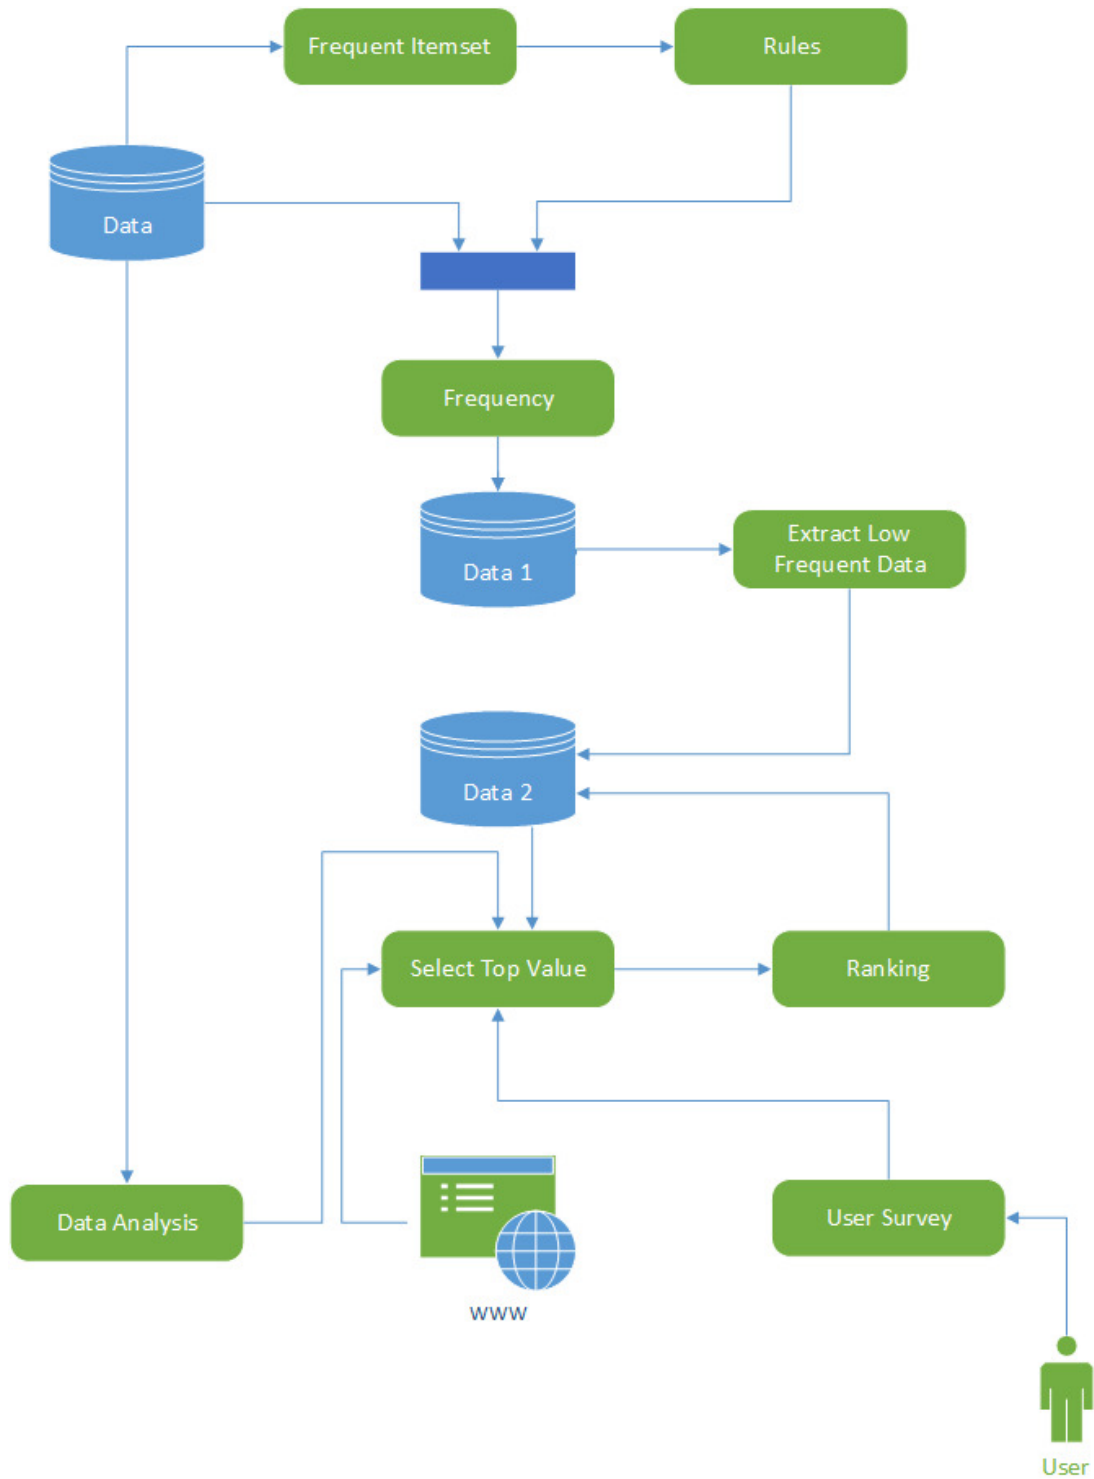 Frequent Itemset
Rules
Data
Frequency
Data 1
Extract Low
Frequent Data
Data 2
Select Top Value
Ranking
Data Analysis
User Survey
www
User